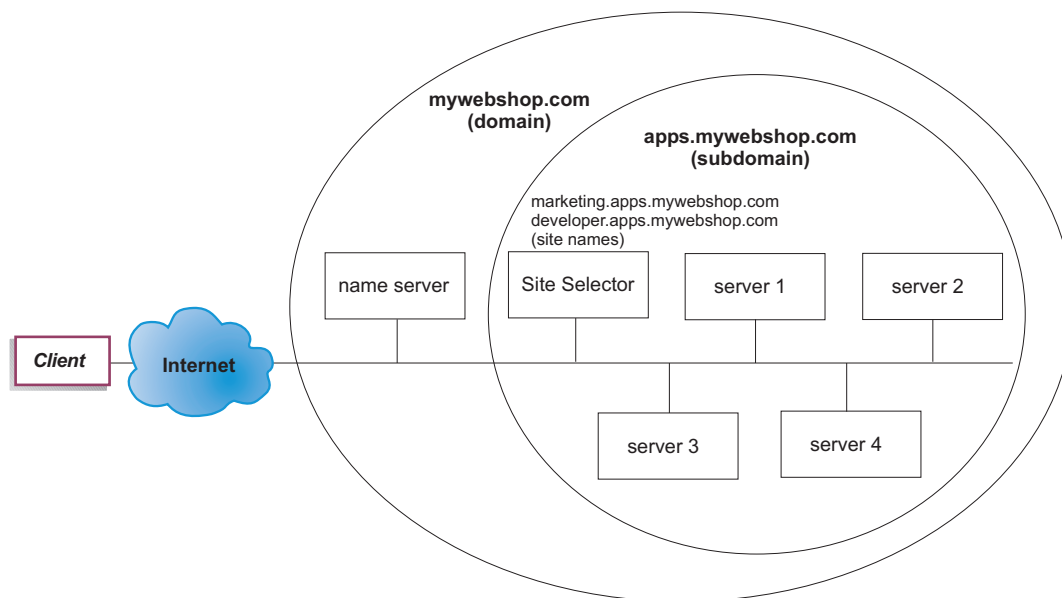 mywebshop.com
(domain)
apps.mywebshop.com
(subdomain)
marketing.apps.mywebshop.com
developer.apps.mywebshop.com
(site names)
name server
Site Selector
server 1
server 2
Client
Internet
server 3
server 4